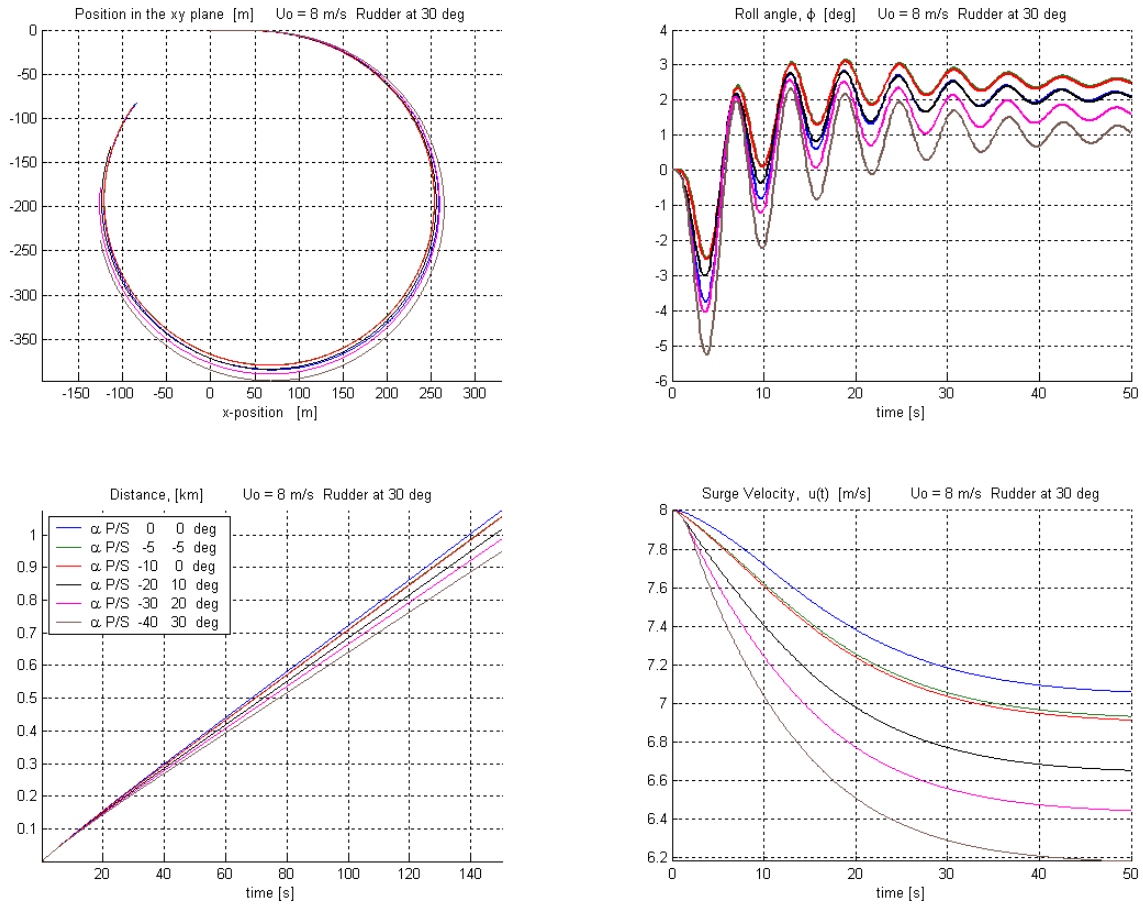 Position in the xy plane [m] Uo = 8 m/s Rudder at 30 deg
0
-50
-100
-150
-200
-250
-300
-350
-150 -100 -50 0 50 100 150 200 250 300
x-position [m]
Roll angle, ϕ [deg] Uo = 8 m/s Rudder at 30 deg
4
3
2
1
0
-1
-2
-3
-4
-5
-6
0 10 20 30 40 50
time [s]
Distance, [km] Uo = 8 m/s Rudder at 30 deg
α P/S 0 0 deg
α P/S -5 -5 deg
α P/S -10 0 deg
α P/S -20 10 deg
α P/S -30 20 deg
α P/S -40 30 deg
1
0.9
0.8
0.7
0.6
0.5
0.4
0.3
0.2
0.1
20 40 60 80 100 120 140
time [s]
Surge Velocity, u(t) [m/s] Uo = 8 m/s Rudder at 30 deg
8
7.8
7.6
7.4
7.2
7
6.8
6.6
6.4
6.2
0 10 20 30 40 50
time [s]